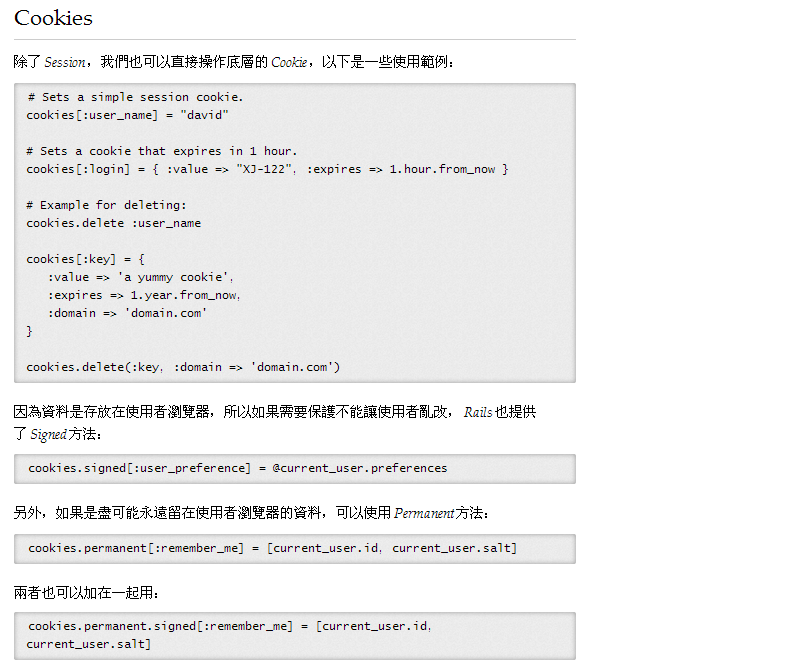 Cookies
除了 Session，我們也可以直接操作底層的 Cookie，以下是一些使用範例：
# Sets a simple session cookie.
cookies[:user_name] = "david"
# Sets a cookie that expires in 1 hour.
cookies[:login] = { :value => "XJ-122", :expires => 1.hour.from_now }
# Example for deleting:
cookies.delete :user_name
cookies[:key] = {
   :value => 'a yummy cookie',
   :expires => 1.year.from_now,
   :domain => 'domain.com'
}
cookies.delete(:key, :domain => 'domain.com')
因為資料是存放在使用者瀏覽器，所以如果需要保護不能讓使用者亂改， Rails 也提供
了 Signed 方法：
cookies.signed[:user_preference] = @current_user.preferences
另外，如果是盡可能永遠留在使用者瀏覽器的資料，可以使用 Permanent 方法：
cookies.permanent[:remember_me] = [current_user.id, current_user.salt]
兩者也可以加在一起用：
cookies.permanent.signed[:remember_me] = [current_user.id,
current_user.salt]